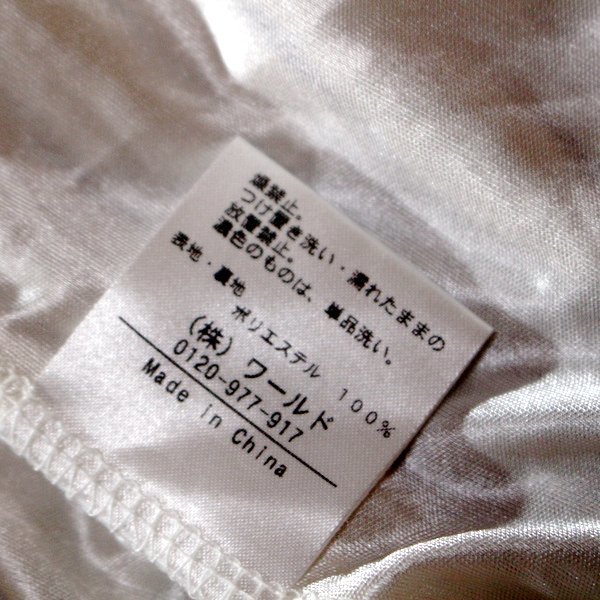 燥禁止。
つけ置き洗い・濡れたままの
放置禁止。
濃色のものは、単品洗い。
表地・裏地 ポリエステル 100%
(株) ワールド
0120-977-917
Made in China